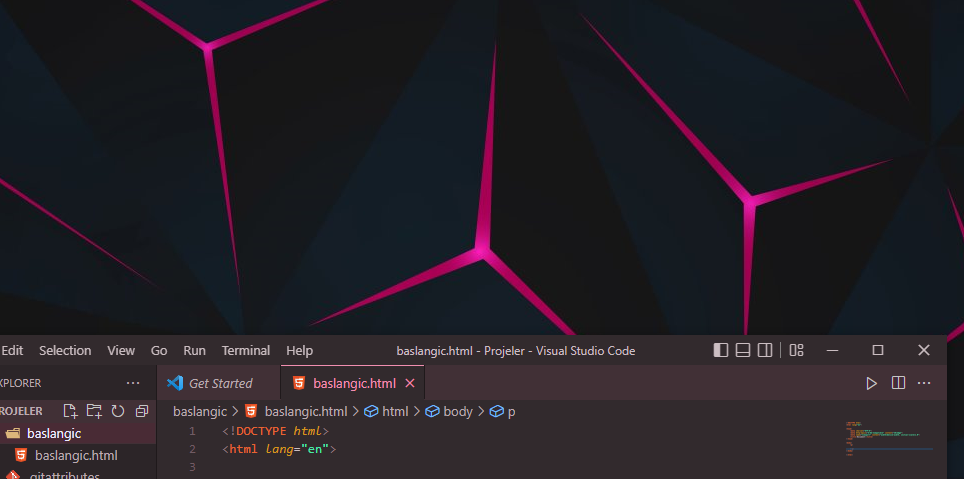 Edit Selection View Go Run Terminal Help baslangic.html - Projeler - Visual Studio Code
XPLORER ...
Get Started baslangic.html
ROJELER
baslangic > baslangic.html > html > body > p
baslangic
1 <!DOCTYPE html>
baslangic.html
2 <html lang="en">
.gitattributes
3